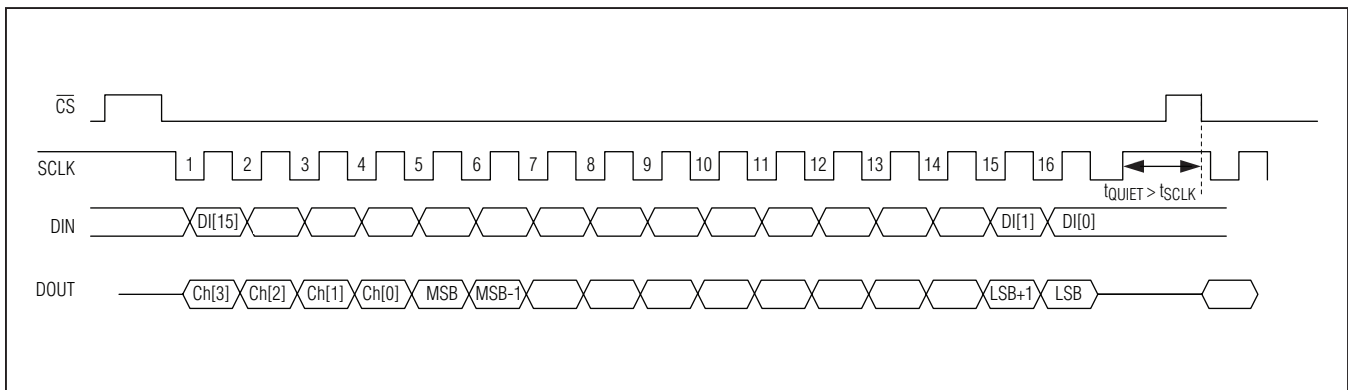 CS
SCLK 1 2 3 4 5 6 7 8 9 10 11 12 13 14 15 16
tQUIET > tSCLK
DIN DI[15] DI[1] DI[0]
DOUT Ch[3] Ch[2] Ch[1] Ch[0] MSB MSB-1 LSB+1 LSB